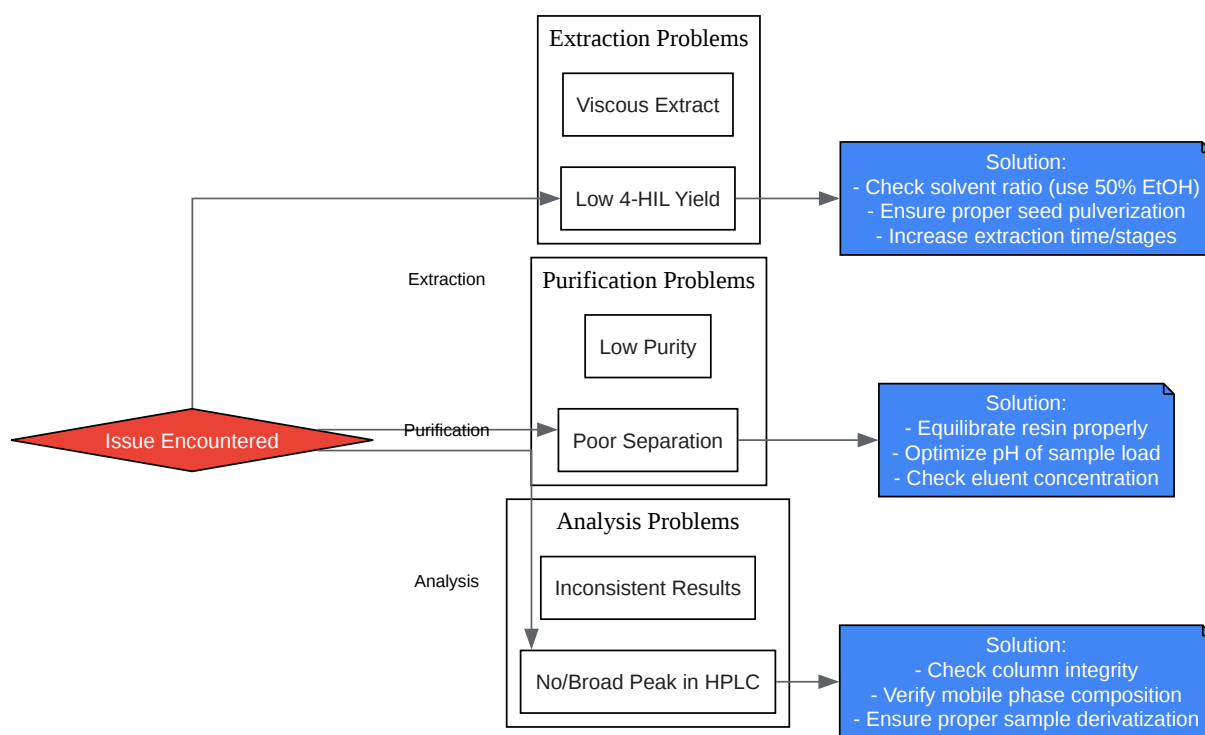 Extraction Problems
Viscous Extract
Low 4-HIL Yield
Solution:
- Check solvent ratio (use 50% EtOH)
- Ensure proper seed pulverization
- Increase extraction time/stages
Extraction
Purification Problems
Low Purity
Issue Encountered
Purification
Poor Separation
Solution:
- Equilibrate resin properly
- Optimize pH of sample load
- Check eluent concentration
Analysis Problems
Analysis
Inconsistent Results
No/Broad Peak in HPLC
Solution:
- Check column integrity
- Verify mobile phase composition
- Ensure proper sample derivatization